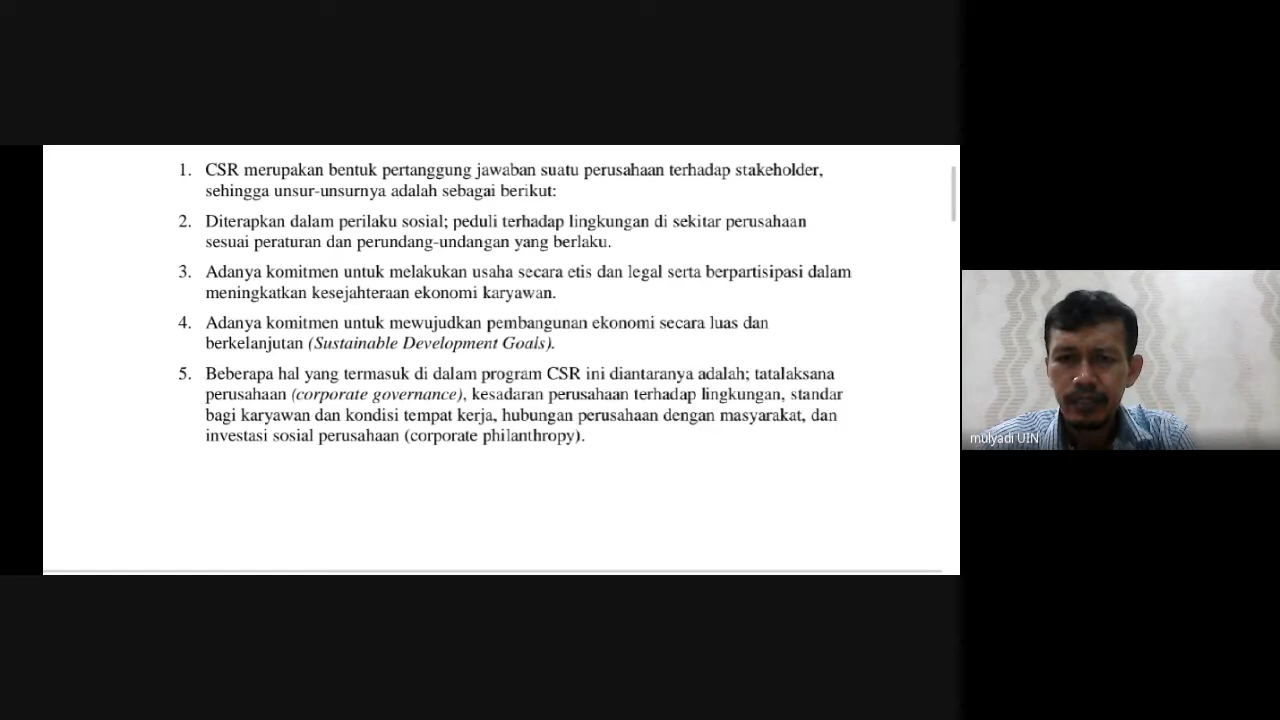 1. CSR merupakan bentuk pertanggung jawaban suatu perusahaan terhadap stakeholder,
sehingga unsur-unsurnya adalah sebagai berikut:
2. Diterapkan dalam perilaku sosial; peduli terhadap lingkungan di sekitar perusahaan
sesuai peraturan dan perundang-undangan yang berlaku.
3. Adanya komitmen untuk melakukan usaha secara etis dan legal serta berpartisipasi dalam
meningkatkan kesejahteraan ekonomi karyawan.
4. Adanya komitmen untuk mewujudkan pembangunan ekonomi secara luas dan
berkelanjutan (Sustainable Development Goals).
5. Beberapa hal yang termasuk di dalam program CSR ini diantaranya adalah; tatalaksana
perusahaan (corporate governance), kesadaran perusahaan terhadap lingkungan, standar
bagi karyawan dan kondisi tempat kerja, hubungan perusahaan dengan masyarakat, dan
investasi sosial perusahaan (corporate philanthropy).
mulyadi UIN